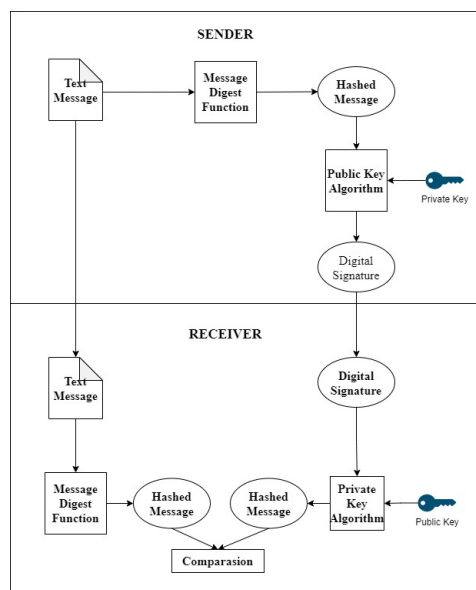 SENDER
Text
Message
Message
Digest
Function
Hashed
Message
Public Key
Algorithm
Private Key
Digital
Signature
RECEIVER
Text
Message
Digital
Signature
Message
Digest
Function
Hashed
Message
Hashed
Message
Private
Key
Algorithm
Public Key
Comparasion